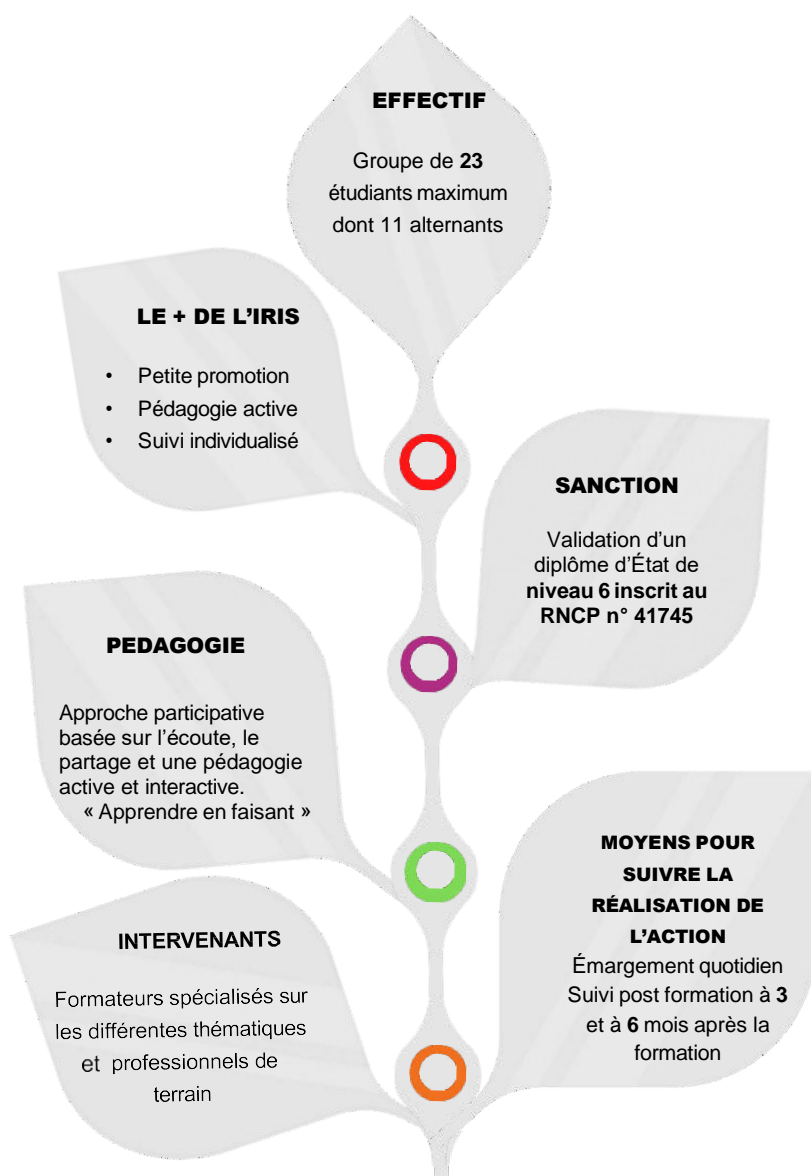 EFFECTIF
Groupe de 23
étudiants maximum
dont 11 alternants
LE + DE L’IRIS
• Petite promotion
• Pédagogie active
• Suivi individualisé
SANCTION
Validation d’un
diplôme d’État de
niveau 6 inscrit au
RNCP n° 41745
PEDAGOGIE
Approche participative
basée sur l’écoute, le
partage et une pédagogie
active et interactive.
« Apprendre en faisant »
MOYENS POUR
SUIVRE LA
RÉALISATION DE
L’ACTION
Émargement quotidien
Suivi post formation à 3
et à 6 mois après la
formation
INTERVENANTS
Formateurs spécialisés sur
les différentes thématiques
et professionnels de
terrain